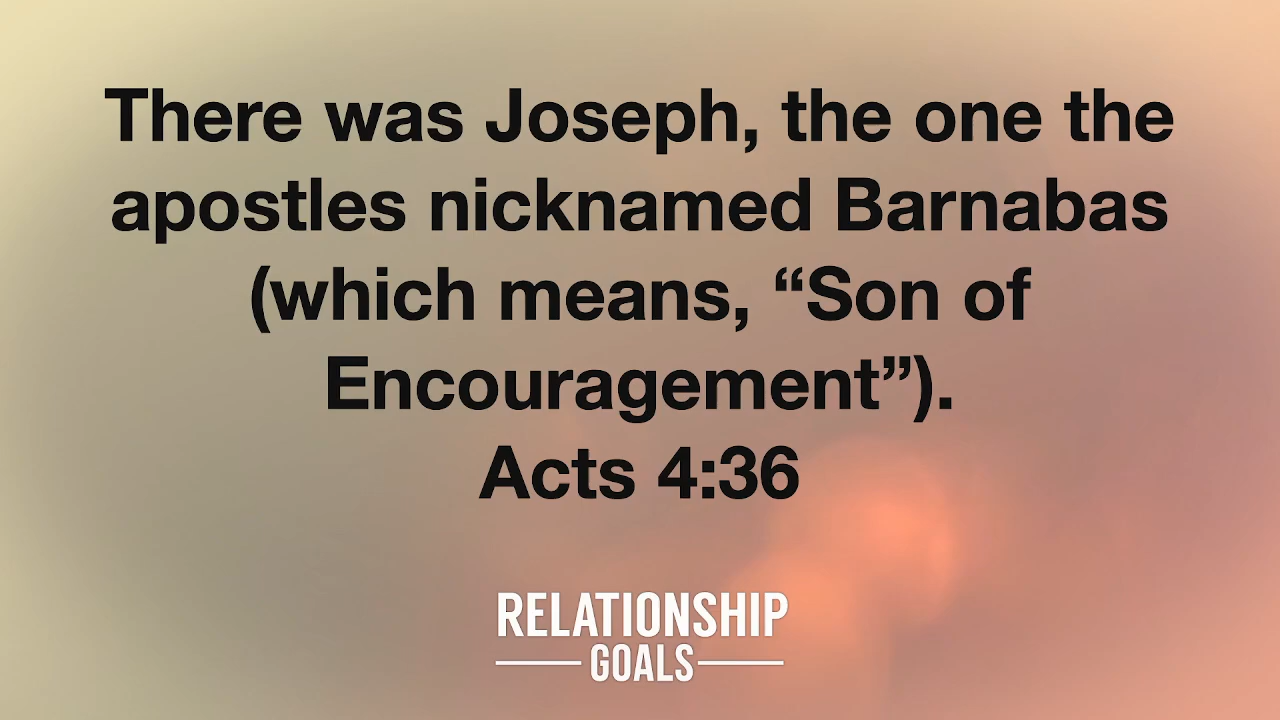 There was Joseph, the one the
apostles nicknamed Barnabas
(which means, “Son of
Encouragement”).
Acts 4:36
RELATIONSHIP
GOALS